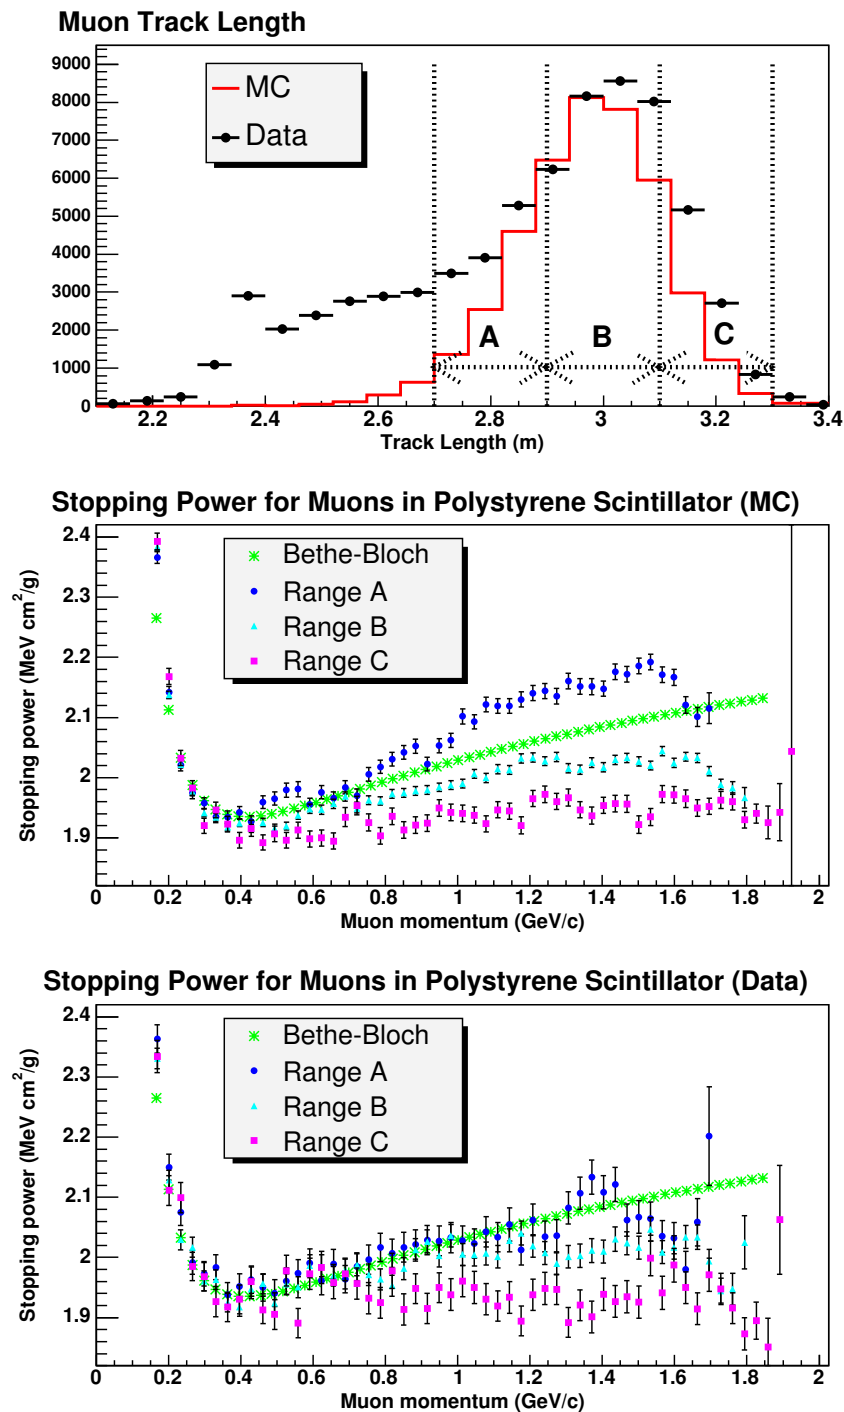 Muon Track Length
9000
8000
7000
6000
5000
4000
3000
2000
1000
0
MC
Data
A B C
2.2 2.4 2.6 2.8 3 3.2 3.4
Track Length (m)
Stopping Power for Muons in Polystyrene Scintillator (MC)
Stopping power (MeV cm²/g)
2.4
2.3
2.2
2.1
2
1.9
Bethe-Bloch
Range A
Range B
Range C
0 0.2 0.4 0.6 0.8 1 1.2 1.4 1.6 1.8 2
Muon momentum (GeV/c)
Stopping Power for Muons in Polystyrene Scintillator (Data)
Stopping power (MeV cm²/g)
2.4
2.3
2.2
2.1
2
1.9
Bethe-Bloch
Range A
Range B
Range C
0 0.2 0.4 0.6 0.8 1 1.2 1.4 1.6 1.8 2
Muon momentum (GeV/c)